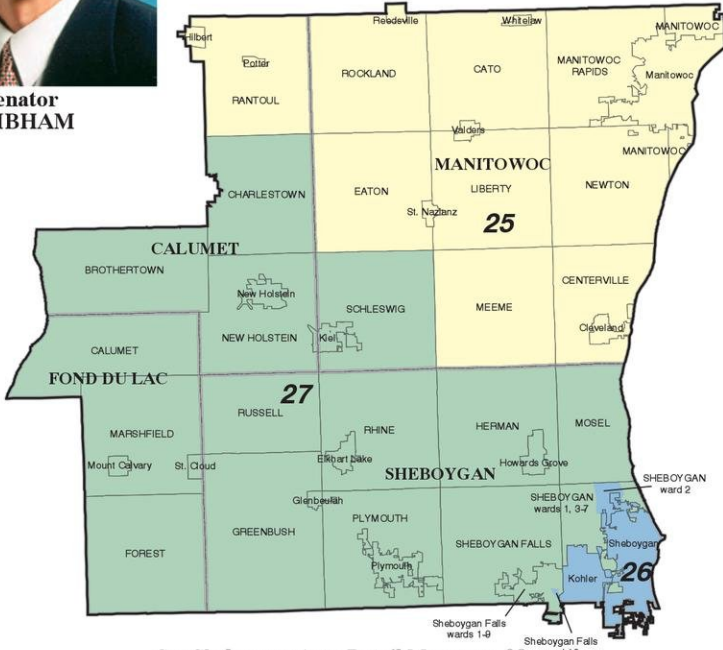 Reedsville
Whitelaw
MANITOWOC
Hilbert
Potter
ROCKLAND
CATO
MANITOWOC
RAPIDS
Manitowoc
RANTOUL
enator
IBHAM
Valders
MANITOWOC
MANITOWOC
CHARLESTOWN
EATON
LIBERTY
NEWTON
St. Nazianz
25
CALUMET
BROTHERTOWN
CENTERVILLE
New Holstein
SCHLESWIG
MEEME
Cleveland
NEW HOLSTEIN
Kiel
CALUMET
FOND DU LAC
27
RUSSELL
MARSHFIELD
RHINE
HERMAN
MOSEL
Mount Calvary
St. Cloud
Elkhart Lake
Howards Grove
SHEBOYGAN
SHEBOYGAN
ward 2
Glenbeulah
SHEBOYGAN
wards 1, 3-7
PLYMOUTH
GREENBUSH
FOREST
SHEBOYGAN FALLS
Sheboygan
Plymouth
Kohler
26
Sheboygan Falls
wards 1-9
Sheboygan Falls